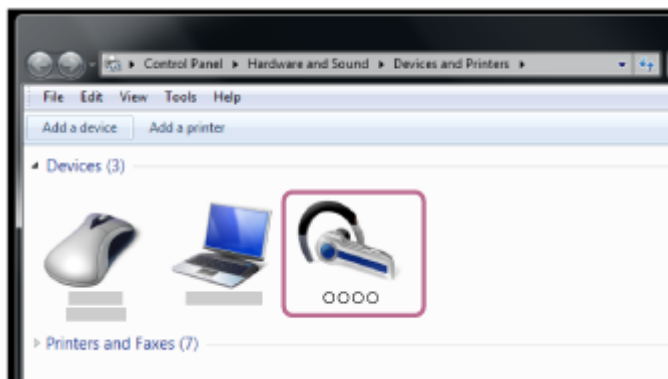 Control Panel ▸ Hardware and Sound ▸ Devices and Printers ▸
File Edit View Tools Help
Add a device Add a printer
Devices (3)
○○○○
Printers and Faxes (7)